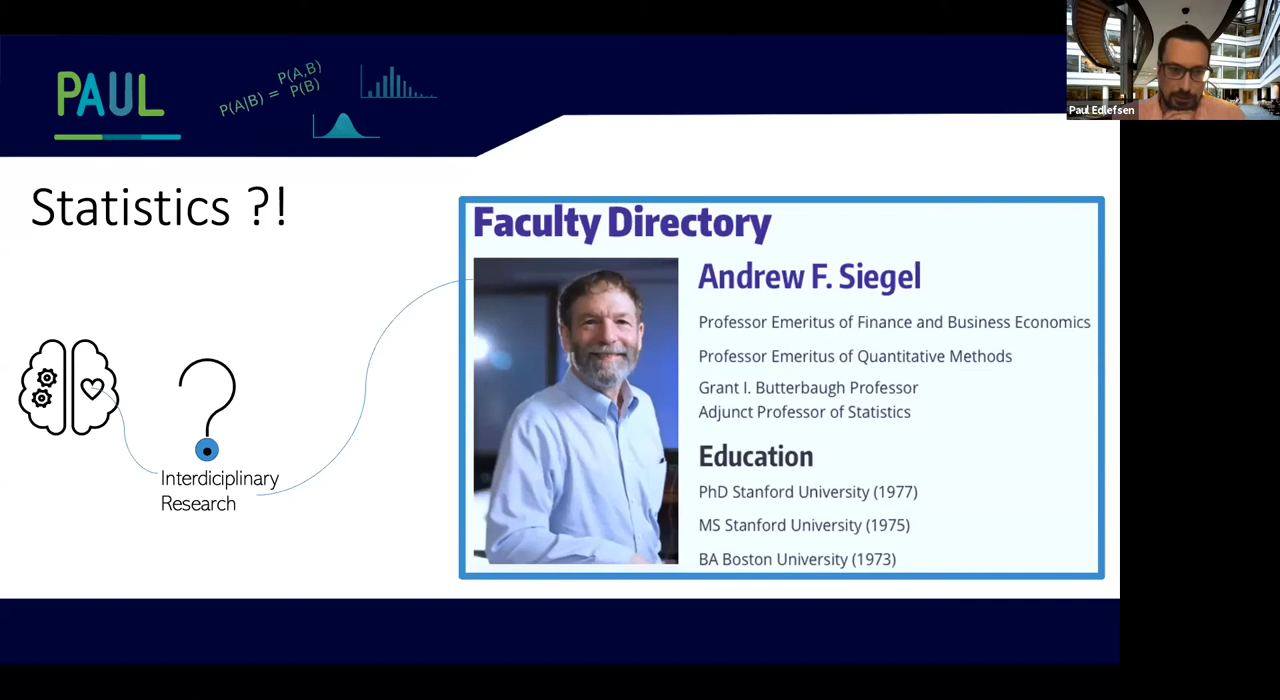 PAUL
P(A|B) = P(A,B)
P(B)
Paul Edlefsen
Statistics ?!
Faculty Directory
Andrew F. Siegel
Professor Emeritus of Finance and Business Economics
Professor Emeritus of Quantitative Methods
Grant I. Butterbaugh Professor
Adjunct Professor of Statistics
Education
PhD Stanford University (1977)
MS Stanford University (1975)
BA Boston University (1973)
Interdiciplinary
Research